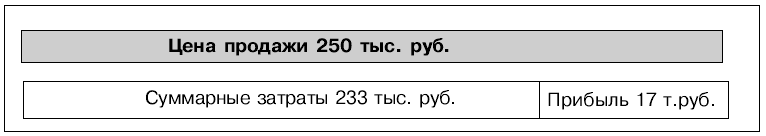 Цена продажи 250 тыс. руб.
Суммарные затраты 233 тыс. руб. Прибыль 17 т.руб.